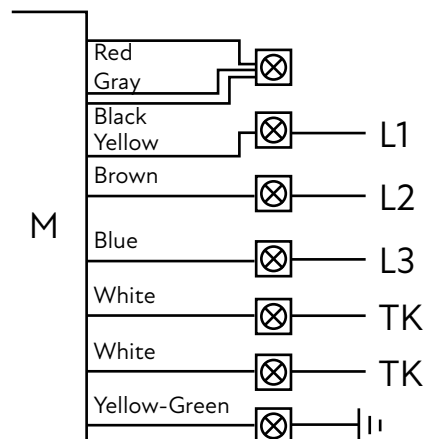 Red
Gray
Black
Yellow
L1
Brown
L2
M
Blue
L3
White
TK
White
TK
Yellow-Green